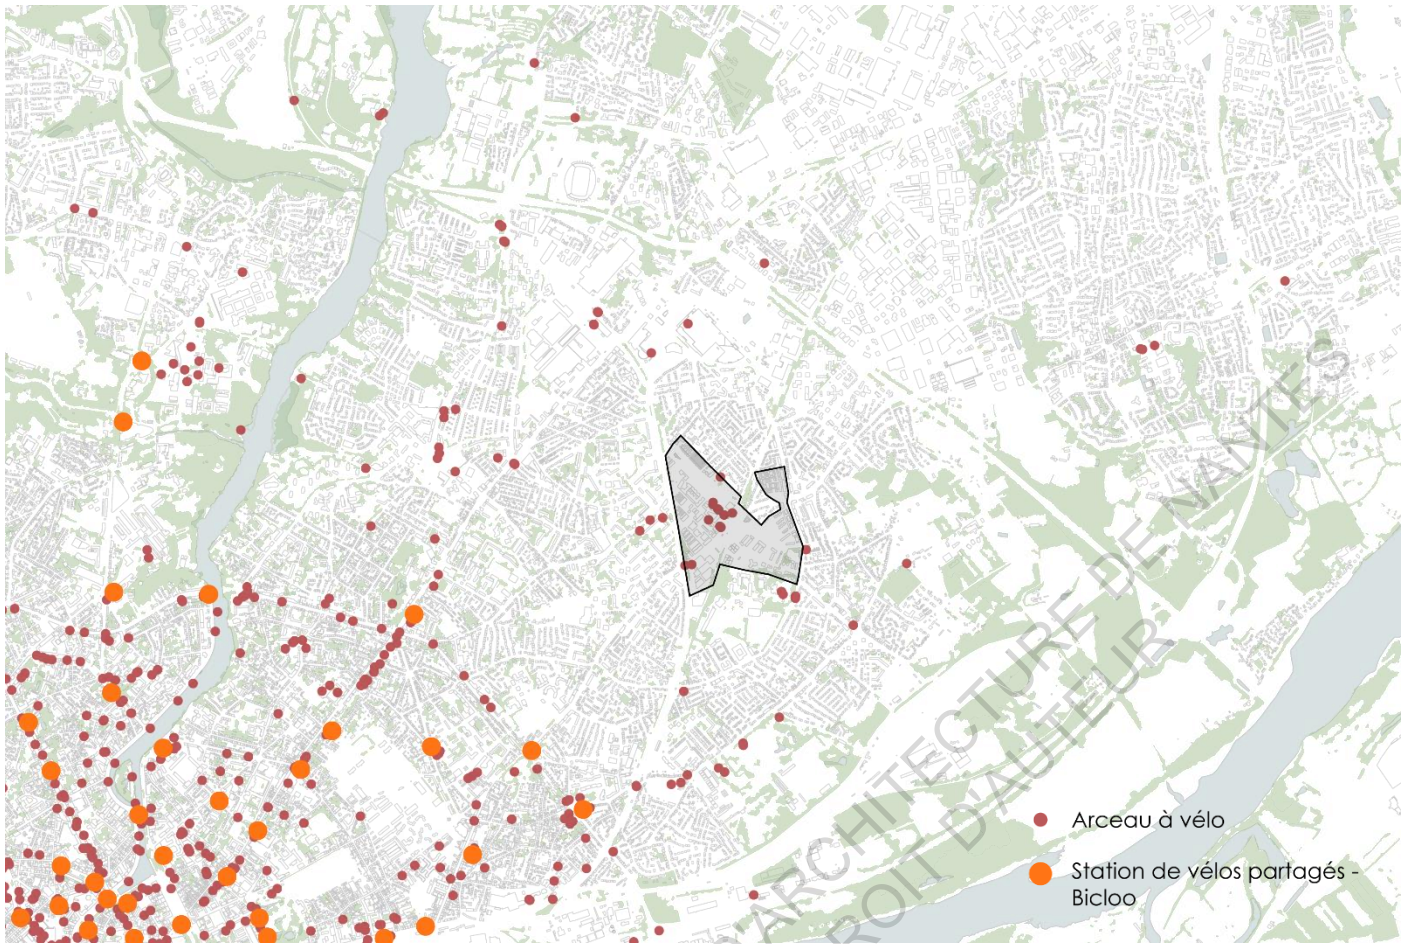 Arceau à vélo
Station de vélos partagés -
Bicloo
D'ARCHITECTURE DE NANTES
DROIT D'AUTEUR